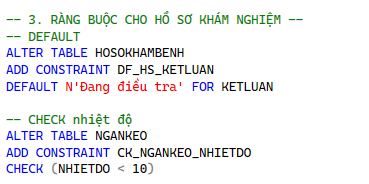 -- 3. RÀNG BUỘC CHO HỒ SƠ KHÁM NGHIỆM --
-- DEFAULT
ALTER TABLE HOSOKHAMBENH
ADD CONSTRAINT DF_HS_KETLUAN
DEFAULT N'Đang điều tra' FOR KETLUAN
-- CHECK nhiệt độ
ALTER TABLE NGANKEO
ADD CONSTRAINT CK_NGANKEO_NHIETDO
CHECK (NHIETDO < 10)